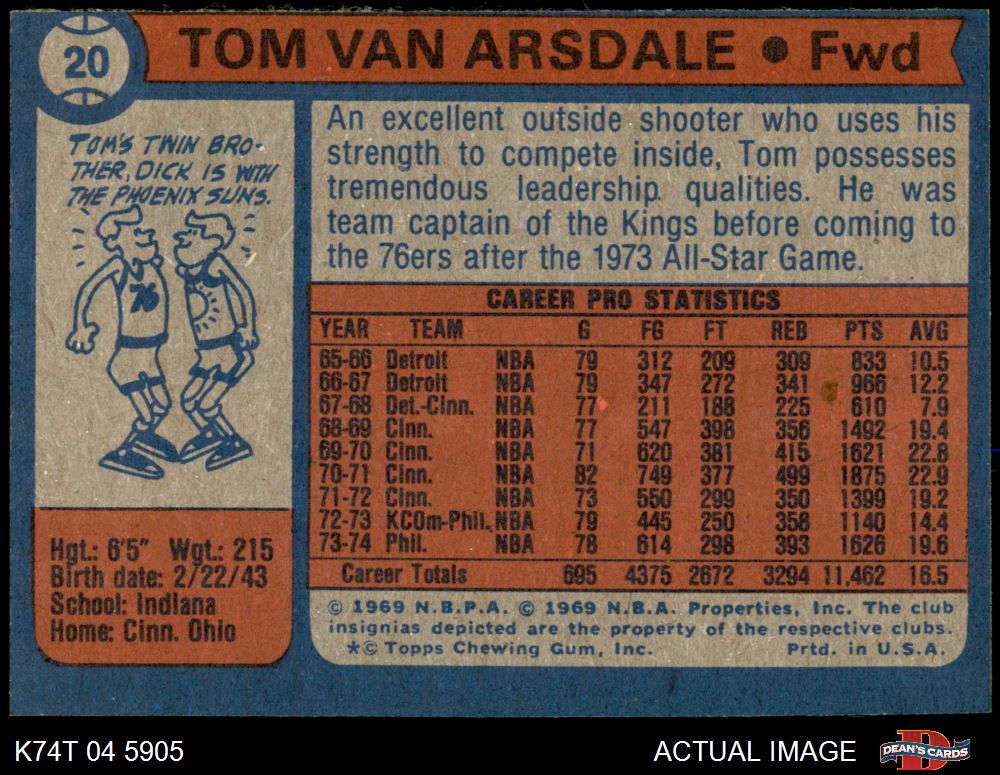 20
TOM VAN ARSDALE ● Fwd
TOM'S TWIN BRO-
THER, DICK IS WITH
THE PHOENIX SUNS.
76
Hgt.: 6'5" Wgt.: 215
Birth date: 2/22/43
School: Indiana
Home: Cinn. Ohio
An excellent outside shooter who uses his
strength to compete inside, Tom possesses
tremendous leadership qualities. He was
team captain of the Kings before coming to
the 76ers after the 1973 All-Star Game.
CAREER PRO STATISTICS
YEAR TEAM G FG FT REB PTS AVG
65-66 Detroit NBA 79 312 209 309 833 10.5
66-67 Detroit NBA 79 347 272 341 966 12.2
67-68 Det.-Cinn. NBA 77 211 188 225 610 7.9
68-69 Cinn. NBA 77 547 398 356 1492 19.4
69-70 Cinn. NBA 71 620 381 415 1621 22.8
70-71 Cinn. NBA 82 749 377 499 1875 22.9
71-72 Cinn. NBA 73 550 299 350 1399 19.2
72-73 KCOm-Phil. NBA 79 445 250 358 1140 14.4
73-74 Phil. NBA 78 614 298 393 1526 19.6
Career Totals 695 4375 2672 3294 11,462 16.5
© 1969 N.B.P.A. © 1969 N.B.A. Properties, Inc. The club
insignias depicted are the property of the respective clubs.
*© Topps Chewing Gum, Inc. Prtd. in U.S.A.
K74T 04 5905 ACTUAL IMAGE DEAN'S CARDS